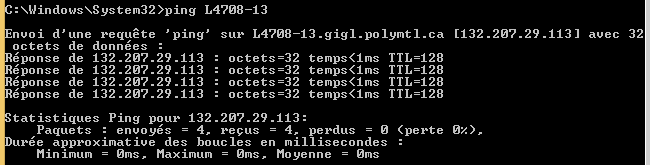 C:\Windows\System32>ping L4708-13
Envoi d'une requête 'ping' sur L4708-13.gigl.polymtl.ca [132.207.29.113] avec 32
octets de données :
Réponse de 132.207.29.113 : octets=32 temps<1ms TTL=128
Réponse de 132.207.29.113 : octets=32 temps<1ms TTL=128
Réponse de 132.207.29.113 : octets=32 temps<1ms TTL=128
Réponse de 132.207.29.113 : octets=32 temps<1ms TTL=128
Statistiques Ping pour 132.207.29.113:
Paquets : envoyés = 4, reçus = 4, perdus = 0 (perte 0%),
Durée approximative des boucles en millisecondes :
Minimum = 0ms, Maximum = 0ms, Moyenne = 0ms